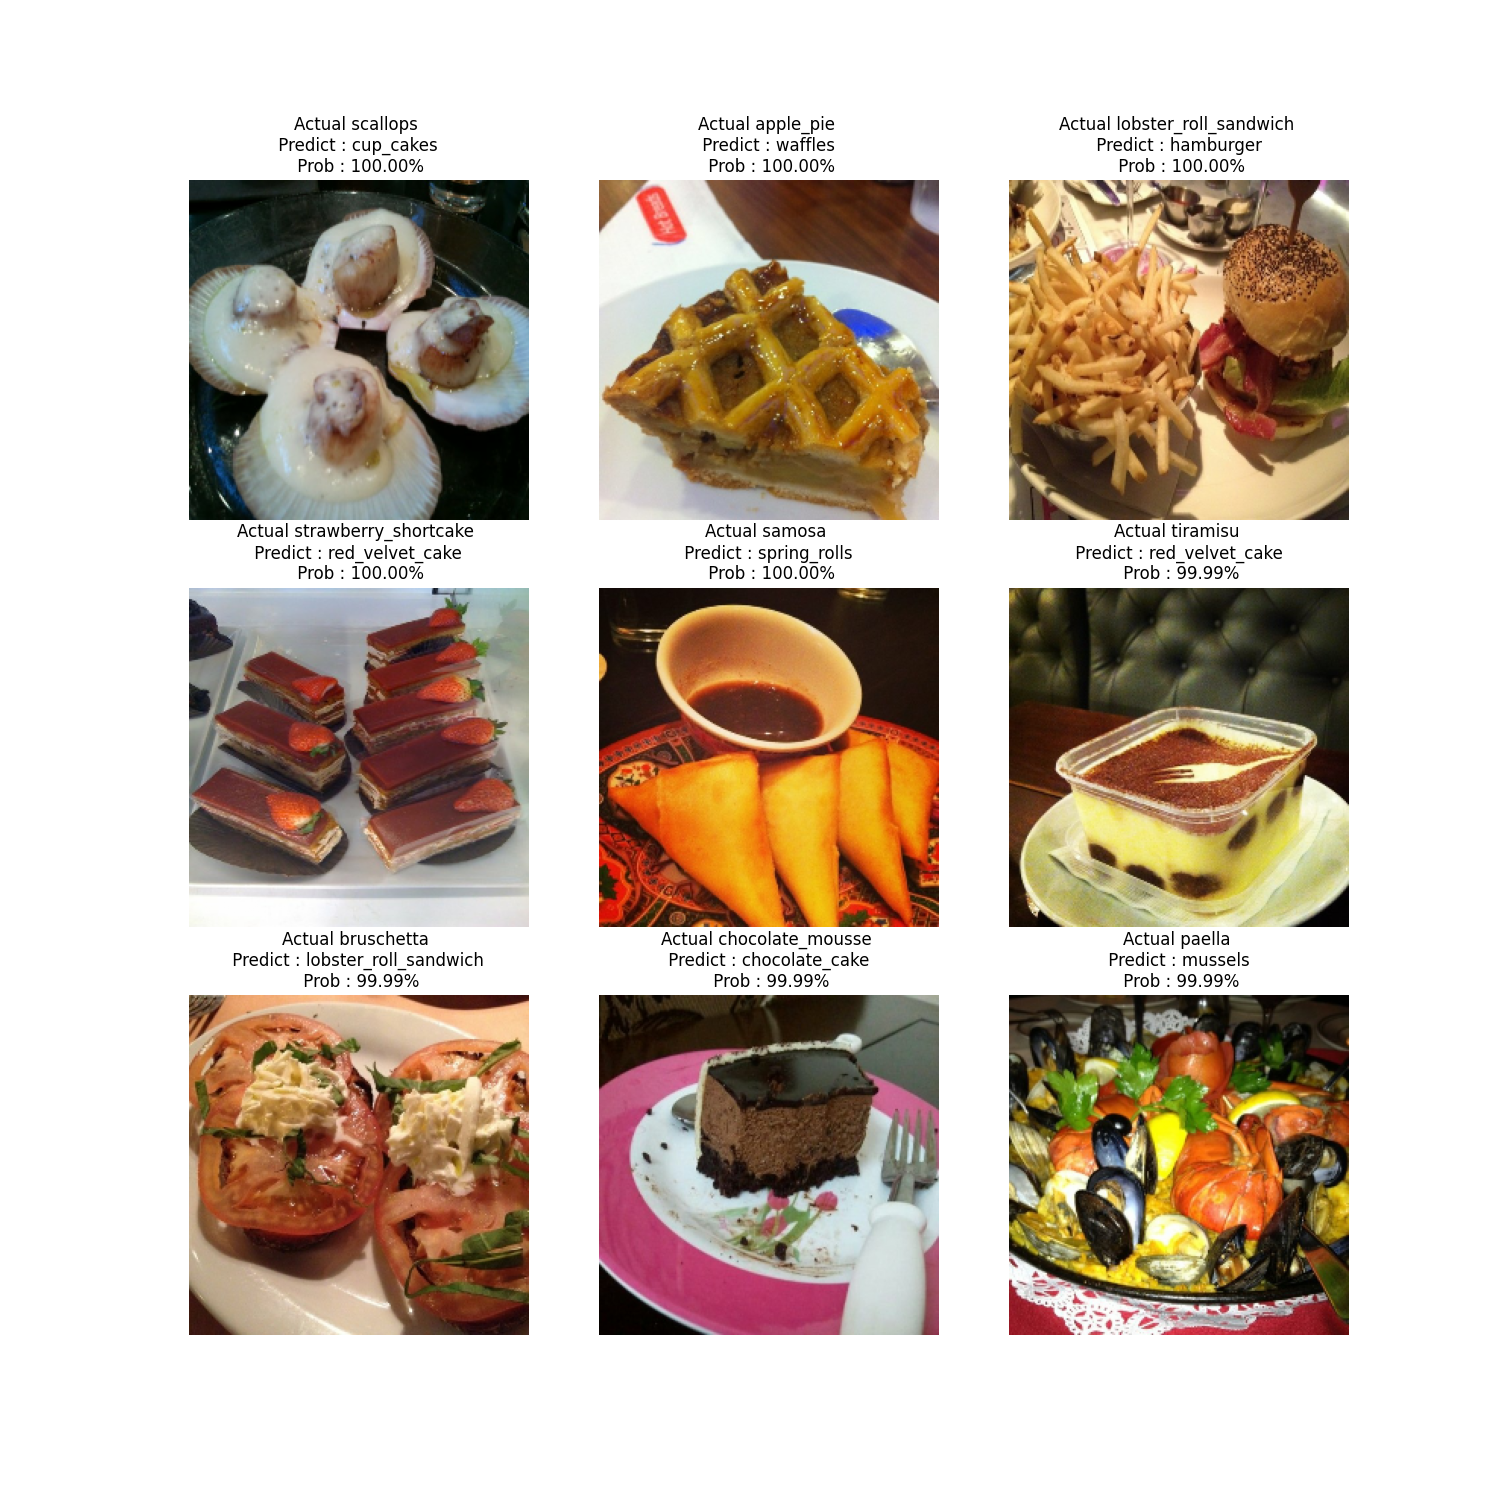 Actual scallops
Predict : cup_cakes
Prob : 100.00%
Actual apple_pie
Predict : waffles
Prob : 100.00%
Actual lobster_roll_sandwich
Predict : hamburger
Prob : 100.00%
Actual strawberry_shortcake
Predict : red_velvet_cake
Prob : 100.00%
Actual samosa
Predict : spring_rolls
Prob : 100.00%
Actual tiramisu
Predict : red_velvet_cake
Prob : 99.99%
Actual bruschetta
Predict : lobster_roll_sandwich
Prob : 99.99%
Actual chocolate_mousse
Predict : chocolate_cake
Prob : 99.99%
Actual paella
Predict : mussels
Prob : 99.99%